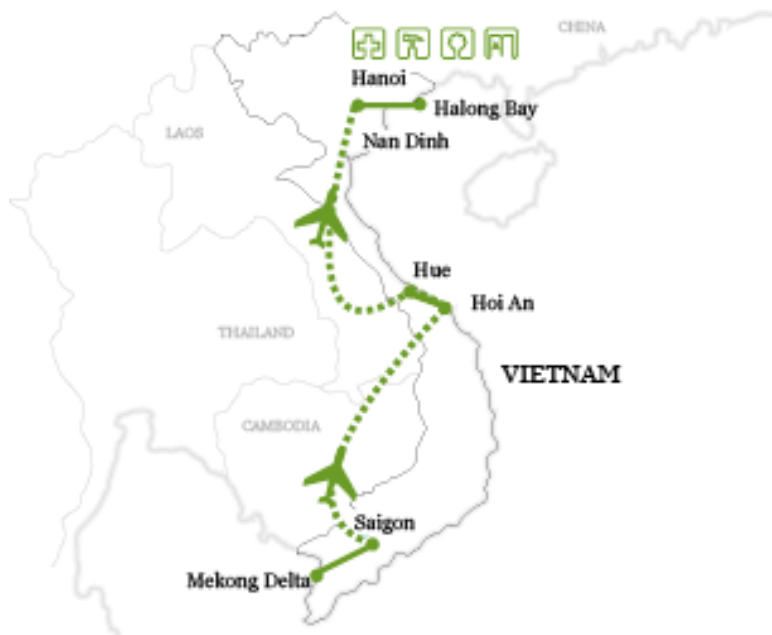 CHINA
Hanoi
Halong Bay
LAOS
Nan Dinh
Hue
Hoi An
THAILAND
VIETNAM
CAMBODIA
Saigon
Mekong Delta